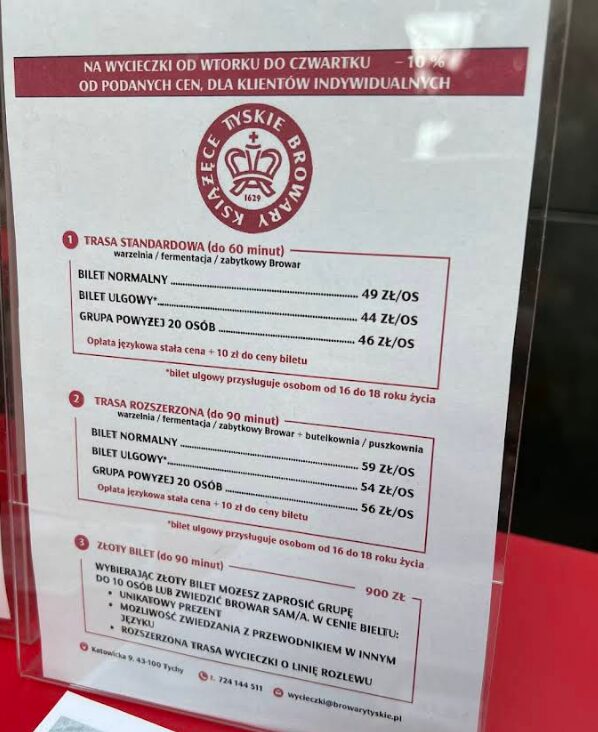 NA WYCIECZKI OD WTORKU DO CZWARTKU – 10 %
OD PODANYCH CEN, DLA KLIENTÓW INDYWIDUALNYCH
KSIĄŻĘCE TYSKIE BROWARY
1629
1 TRASA STANDARDOWA (do 60 minut)
warzelnia / fermentacja / zabytkowy Browar
BILET NORMALNY ........ 49 ZŁ/OS
BILET ULGOWY* ........ 44 ZŁ/OS
GRUPA POWYŻEJ 20 OSÓB ........ 46 ZŁ/OS
Opłata językowa stała cena + 10 zł do ceny biletu
*bilet ulgowy przysługuje osobom od 16 do 18 roku życia
2 TRASA ROZSZERZONA (do 90 minut)
warzelnia / fermentacja / zabytkowy Browar + butelkownia / puszkownia
BILET NORMALNY ........ 59 ZŁ/OS
BILET ULGOWY* ........ 54 ZŁ/OS
GRUPA POWYŻEJ 20 OSÓB ........ 56 ZŁ/OS
Opłata językowa stała cena + 10 zł do ceny biletu
*bilet ulgowy przysługuje osobom od 16 do 18 roku życia
3 ZŁOTY BILET (do 90 minut) 900 ZŁ
WYBIERAJĄC ZŁOTY BILET MOŻESZ ZAPROSIĆ GRUPĘ
DO 10 OSÓB LUB ZWIEDZIĆ BROWAR SAM/A. W CENIE BIELTU:
• UNIKATOWY PREZENT
• MOŻLIWOŚĆ ZWIEDZANIA Z PRZEWODNIKIEM W INNYM
JĘZYKU
• ROZSZERZONA TRASA WYCIECZKI O LINIĘ ROZLEWU
Katowicka 9, 43-100 Tychy t. 724 144 511 wycieczki@browarytyskie.pl